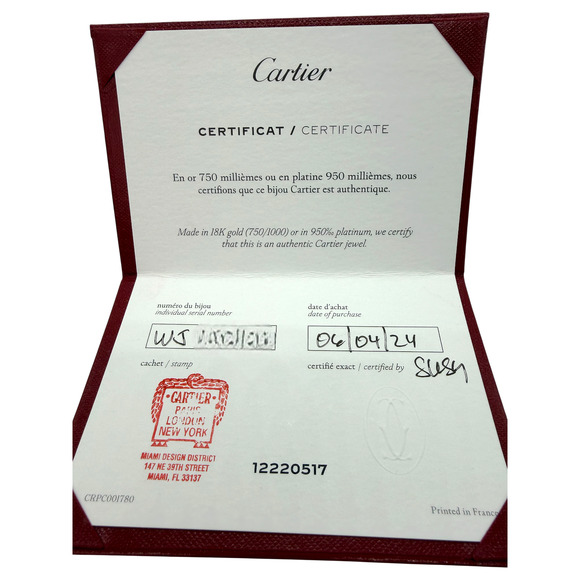 Cartier
CERTIFICAT / CERTIFICATE
En or 750 millièmes ou en platine 950 millièmes, nous
certifions que ce bijou Cartier est authentique.
Made in 18K gold (750/1000) or in 950‰ platinum, we certify
that this is an authentic Cartier jewel.
numéro du bijou
individual serial number
WJ
date d'achat
date of purchase
06/04/24
cachet / stamp
certifié exact / certified by
Susy
CARTIER
PARIS
LONDON
NEW YORK
MIAMI DESIGN DISTRICT
147 NE 39TH STREET
MIAMI, FL 33137
12220517
CRPC001780
Printed in France